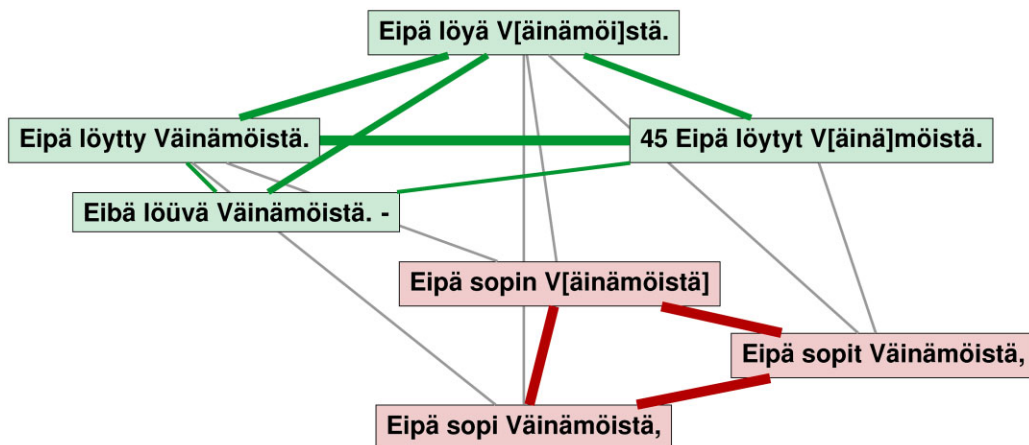 Eipä löyä V[äinämöi]stä.
Eipä löytty Väinämöistä.
45 Eipä löytyt V[äinä]möistä.
Eibä löüvä Väinämöistä. -
Eipä sopin V[äinämöistä]
Eipä sopit Väinämöistä,
Eipä sopi Väinämöistä,